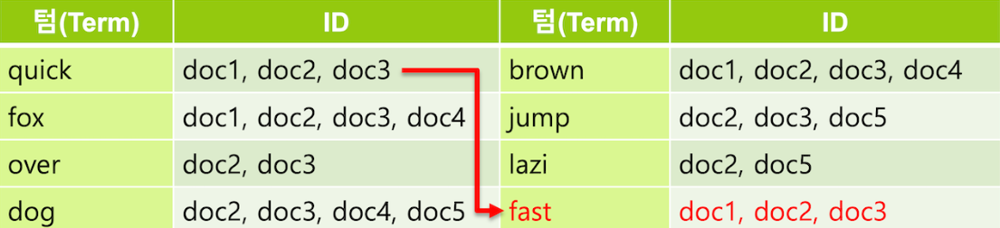 텀(Term) ID 텀(Term) ID
quick doc1, doc2, doc3 brown doc1, doc2, doc3, doc4
fox doc1, doc2, doc3, doc4 jump doc2, doc3, doc5
over doc2, doc3 lazi doc2, doc5
dog doc2, doc3, doc4, doc5 fast doc1, doc2, doc3